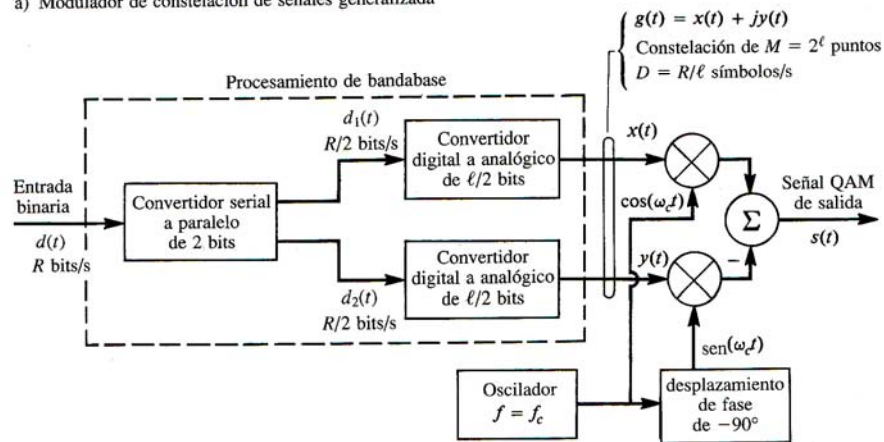 a) Modulador de constelación de señales generalizada
g(t) = x(t) + jy(t)
Constelación de M = 2^ℓ puntos
D = R/ℓ símbolos/s
Procesamiento de bandabase
d₁(t)
R/2 bits/s
Convertidor
digital a analógico
de ℓ/2 bits
x(t)
Entrada
binaria
d(t)
R bits/s
Convertidor serial
a paralelo
de 2 bits
cos(ω_c t)
Σ
Señal QAM
de salida
s(t)
d₂(t)
R/2 bits/s
Convertidor
digital a analógico
de ℓ/2 bits
y(t)
−
sen(ω_c t)
Oscilador
f = f_c
desplazamiento
de fase
de −90°